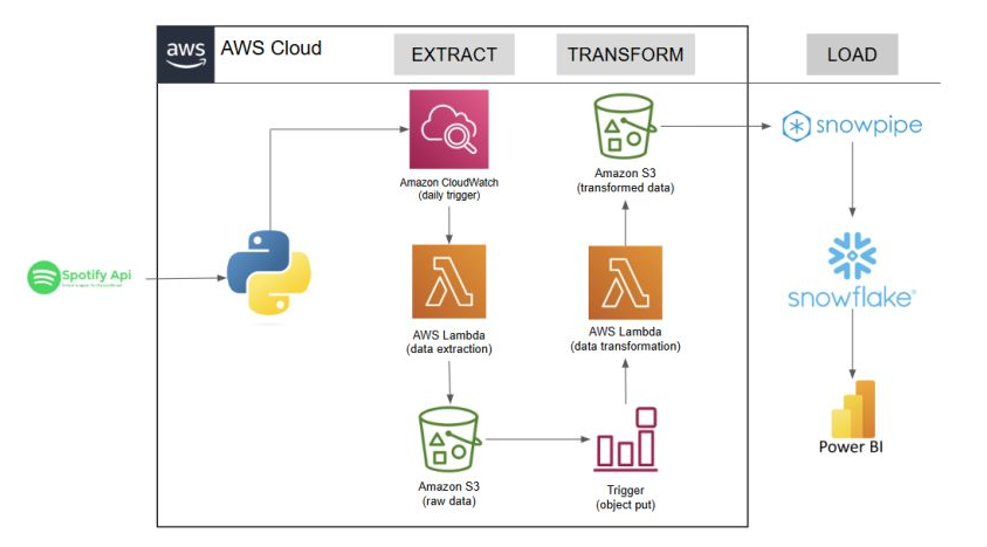 aws
AWS Cloud
EXTRACT
TRANSFORM
LOAD
Amazon CloudWatch
(daily trigger)
Amazon S3
(transformed data)
snowpipe
Spotify Api
AWS Lambda
(data extraction)
AWS Lambda
(data transformation)
snowflake®
Amazon S3
(raw data)
Trigger
(object put)
Power BI